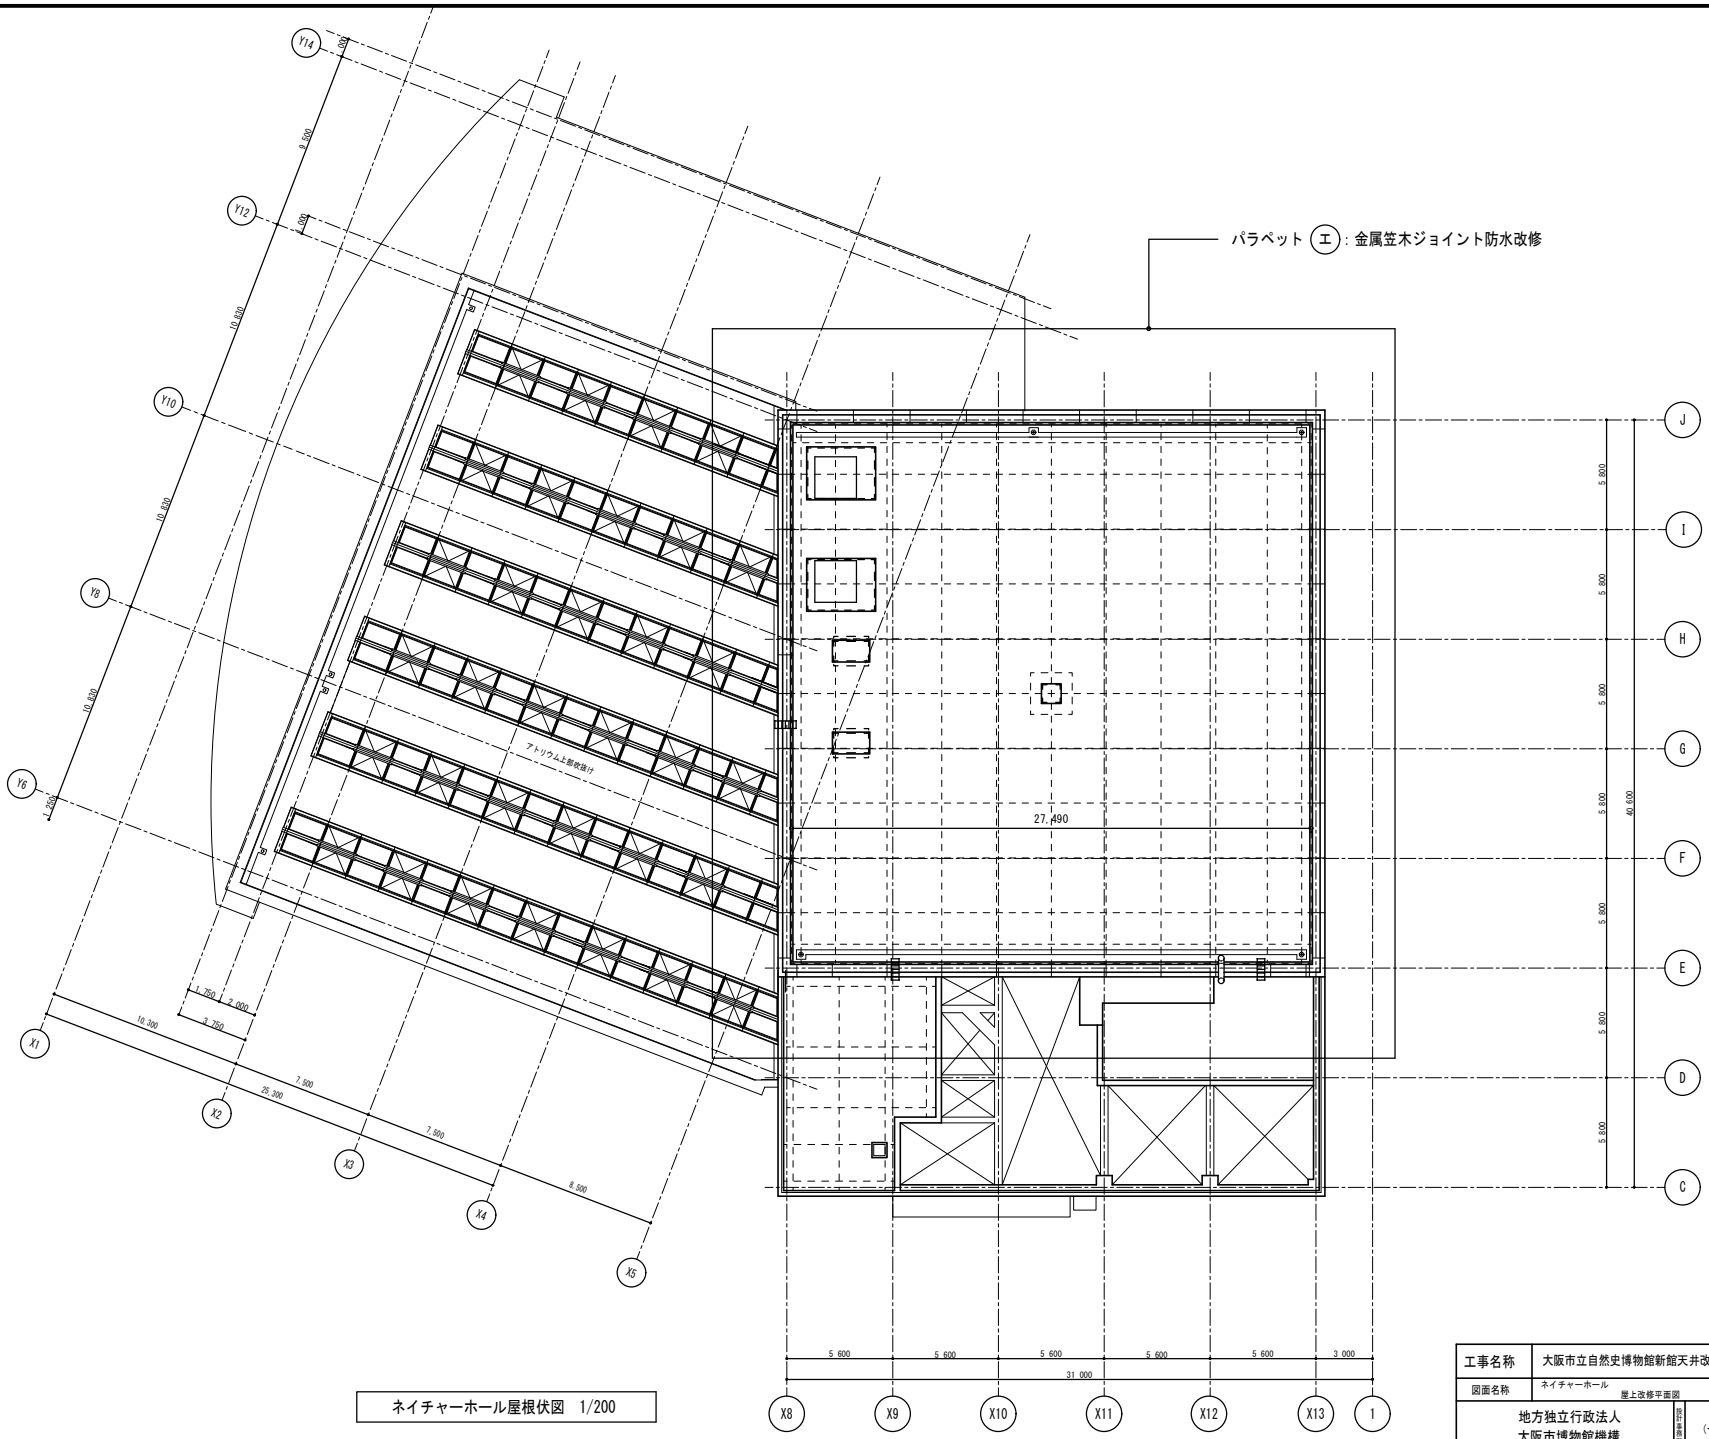 Y14
000
9,500
Y12
000
10,830
Y10
10,830
Y8
10,830
Y6
1,250
パラペット エ : 金属笠木ジョイント防水改修
アトリウム上部吹抜け
27,490
J
5 800
I
5 800
H
5 800
G
5 800
40 600
F
5 800
E
5 800
D
5 800
C
1,750
2,000
3,750
10,300
7,500
25,300
7,500
8,500
X1
X2
X3
X4
X5
5 600
5 600
5 600
5 600
5 600
3 000
31 000
X8
X9
X10
X11
X12
X13
1
ネイチャーホール屋根伏図 1/200
工事名称 大阪市立自然史博物館新館天井改
図面名称 ネイチャーホール
屋上改修平面図
地方独立行政法人
大阪市博物館機構